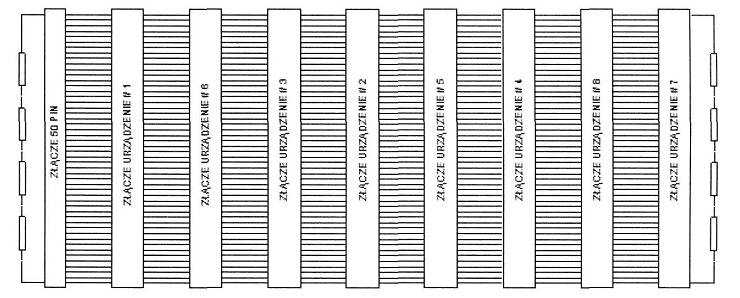 ZŁĄCZE 50 PIN
ZŁĄCZE URZĄDZENIE # 1
ZŁĄCZE URZĄDZENIE # 6
ZŁĄCZE URZĄDZENIE # 3
ZŁĄCZE URZĄDZENIE # 2
ZŁĄCZE URZĄDZENIE # 5
ZŁĄCZE URZĄDZENIE # 4
ZŁĄCZE URZĄDZENIE # 8
ZŁĄCZE URZĄDZENIE # 7